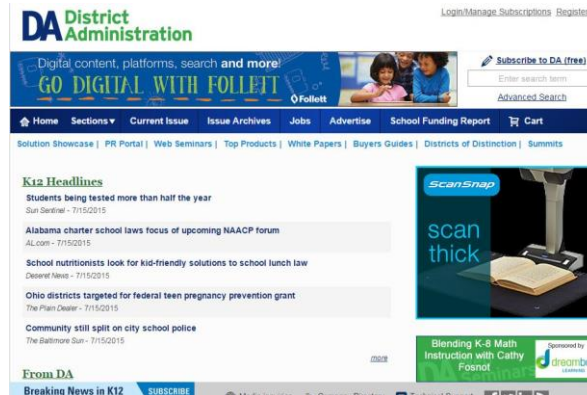 Login/Manage Subscriptions Register
DA District
Administration
Digital content, platforms, search and more!
GO DIGITAL WITH FOLLETT
Follett
Subscribe to DA (free)
Enter search term
Advanced Search
Home Sections Current Issue Issue Archives Jobs Advertise School Funding Report Cart
Solution Showcase | PR Portal | Web Seminars | Top Products | White Papers | Buyers Guides | Districts of Distinction | Summits
K12 Headlines
Students being tested more than half the year
Sun Sentinel - 7/15/2015
Alabama charter school laws focus of upcoming NAACP forum
AL.com - 7/15/2015
School nutritionists look for kid-friendly solutions to school lunch law
Deseret News - 7/15/2015
Ohio districts targeted for federal teen pregnancy prevention grant
The Plain Dealer - 7/15/2015
Community still split on city school police
The Baltimore Sun - 7/15/2015
more
From DA
ScanSnap
scan
thick
Blending K-8 Math
Instruction with Cathy
Fosnot
Sponsored by
LEARNING
Breaking News in K12 SUBSCRIBE